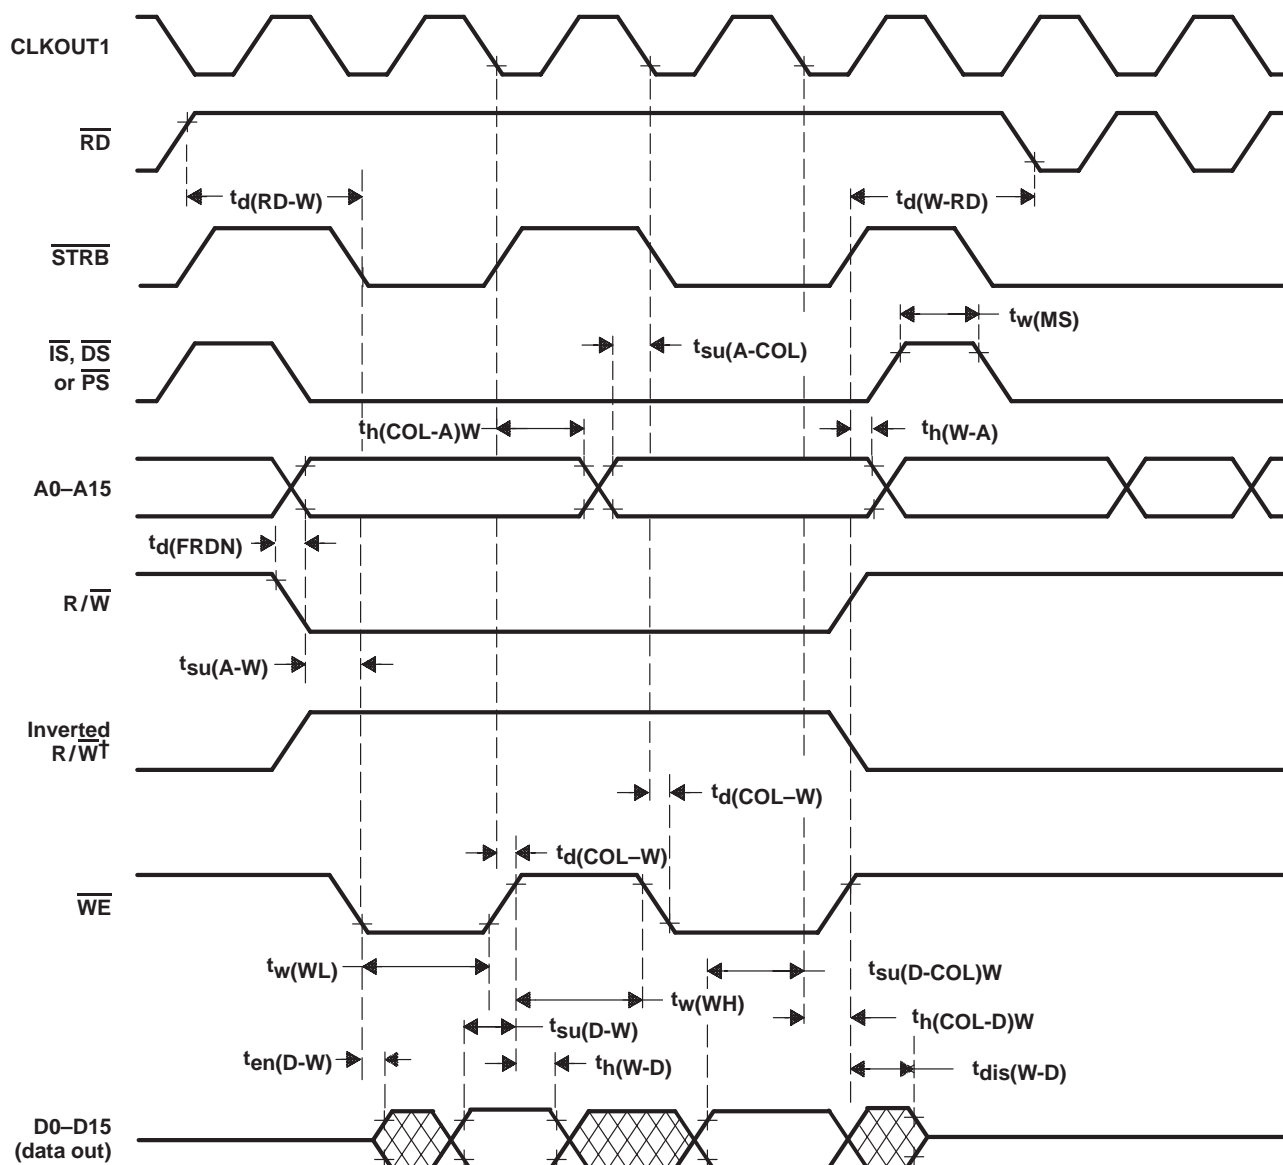 CLKOUT1
RD
td(RD-W)
td(W-RD)
STRB
tw(MS)
IS, DS
or PS
tsu(A-COL)
th(COL-A)W
th(W-A)
A0–A15
td(FRDN)
R/W
tsu(A-W)
Inverted
R/W†
td(COL–W)
td(COL–W)
WE
tw(WL)
tsu(D-COL)W
tw(WH)
th(COL-D)W
tsu(D-W)
ten(D-W)
th(W-D)
tdis(W-D)
D0–D15
(data out)